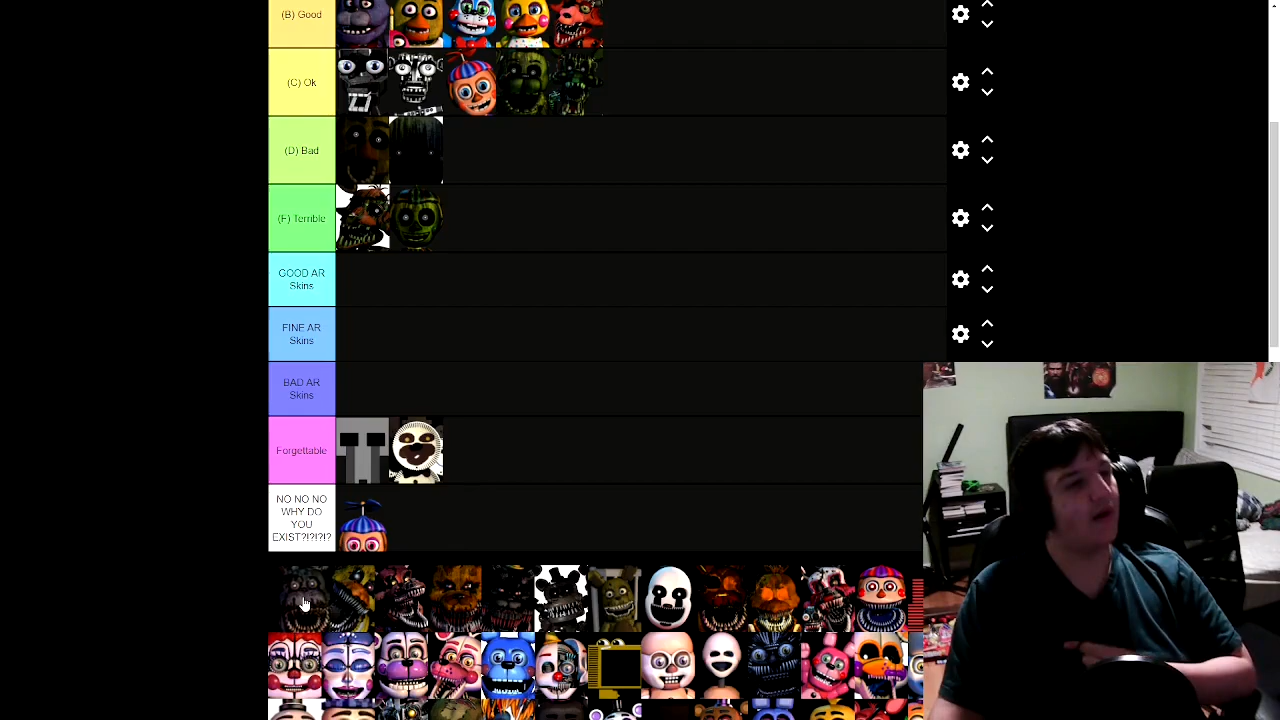 (B) Good
(C) Ok
(D) Bad
(F) Terrible
GOOD AR
Skins
FINE AR
Skins
BAD AR
Skins
Forgettable
NO NO NO
WHY DO
YOU
EXIST?!?!?!?